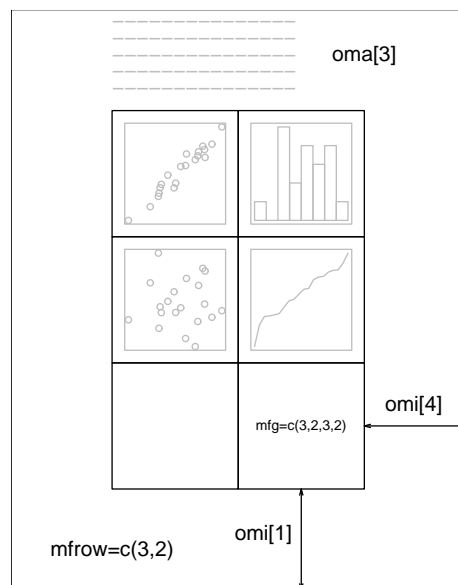 oma[3]
mfg=c(3,2,3,2)
omi[4]
omi[1]
mfrow=c(3,2)